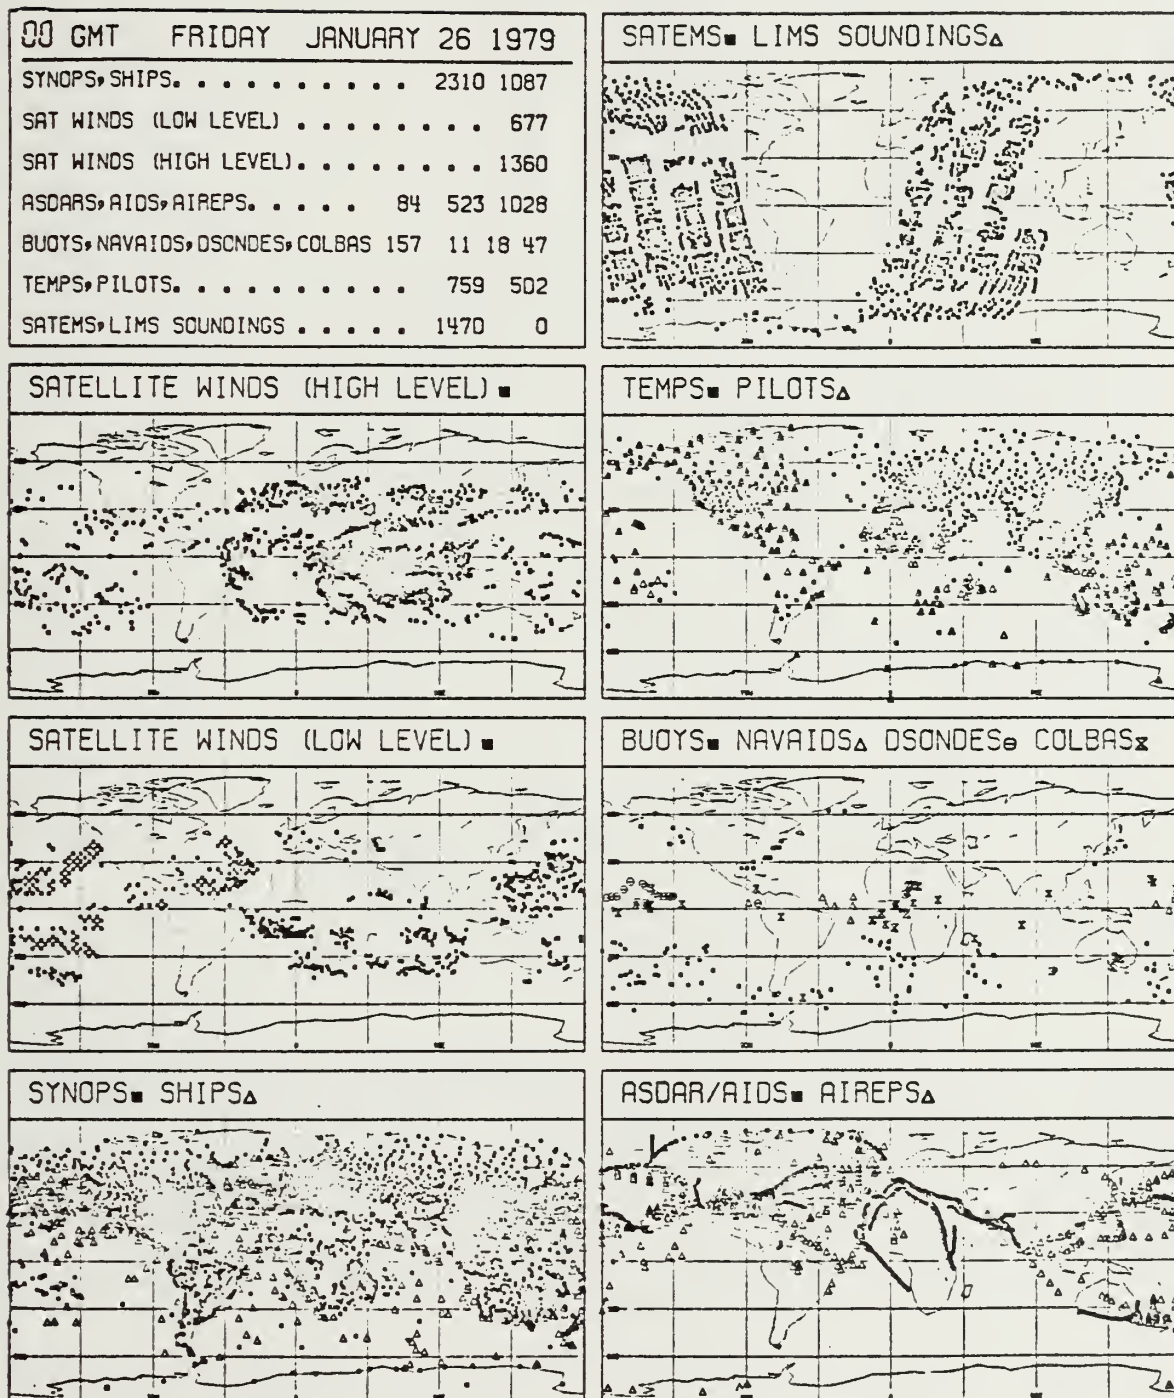 00 GMT FRIDAY JANUARY 26 1979
SYNOPS,SHIPS. . . . . . . . . . 2310 1087
SAT WINDS (LOW LEVEL) . . . . . . . . 677
SAT WINDS (HIGH LEVEL). . . . . . . . 1360
ASDARS,AIDS,AIREPS. . . . . 84 523 1028
BUOYS,NAVAIDS,DSONDES,COLBAS 157 11 18 47
TEMPS,PILOTS. . . . . . . . . . 759 502
SATEMS,LIMS SOUNDINGS . . . . . 1470 0
SATEMS■ LIMS SOUNDINGS△
SATELLITE WINDS (HIGH LEVEL) ■
TEMPS■ PILOTS△
SATELLITE WINDS (LOW LEVEL) ■
BUOYS■ NAVAIDS△ DSONDES⊖ COLBAS⧖
SYNOPS■ SHIPS△
ASDAR/AIDS■ AIREPS△